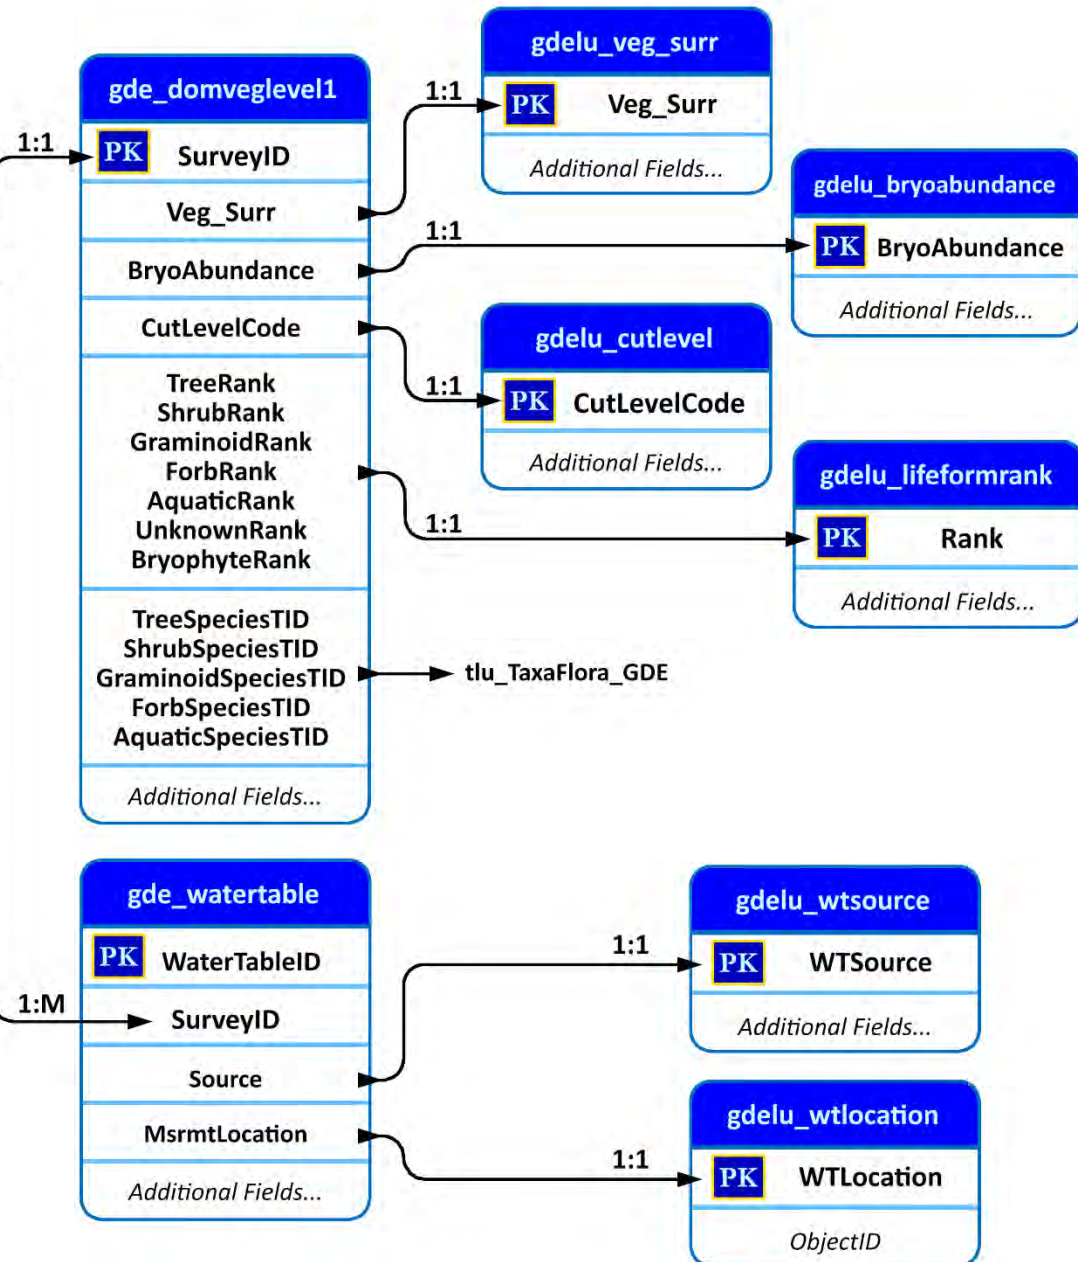 gde_domveglevel1
1:1
PK SurveyID
Veg_Surr
BryoAbundance
CutLevelCode
TreeRank
ShrubRank
GraminoidRank
ForbRank
AquaticRank
UnknownRank
BryophyteRank
TreeSpeciesTID
ShrubSpeciesTID
GraminoidSpeciesTID
ForbSpeciesTID
AquaticSpeciesTID
Additional Fields...
gdelu_veg_surr
1:1
PK Veg_Surr
Additional Fields...
gdelu_bryoabundance
1:1
PK BryoAbundance
Additional Fields...
gdelu_cutlevel
1:1
PK CutLevelCode
Additional Fields...
gdelu_lifeformrank
1:1
PK Rank
Additional Fields...
tlu_TaxaFlora_GDE
gde_watertable
PK WaterTableID
1:M
SurveyID
Source
MsrmtLocation
Additional Fields...
gdelu_wtsource
1:1
PK WTSource
Additional Fields...
gdelu_wtlocation
1:1
PK WTLocation
ObjectID